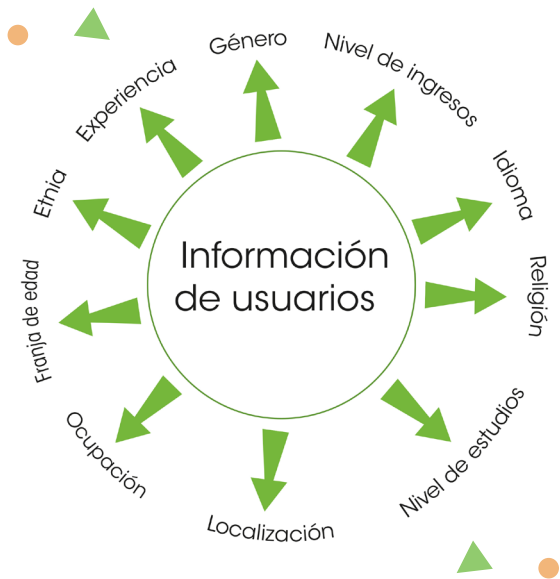 Género
Nivel de ingresos
Experiencia
Idioma
Etnia
Información
de usuarios
Religión
Franja de edad
Nivel de estudios
Ocupación
Localización